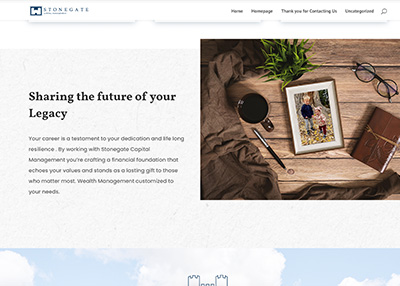 STONEGATE
Home Homepage Thank you for Contacting Us Uncategorized
Sharing the future of your
Legacy
Your career is a testament to your dedication and life long
resilience . By working with Stonegate Capital
Management you're crafting a financial foundation that
echoes your values and stands as a lasting gift to those
who matter most. Wealth Management customized to
your needs.